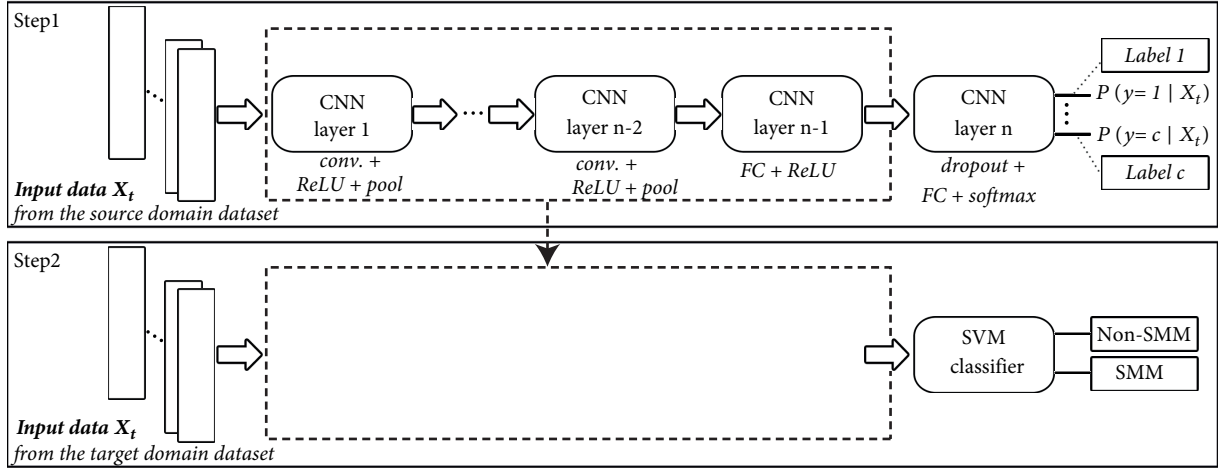 Step1
Input data Xₜ
from the source domain dataset
CNN
layer 1
conv. +
ReLU + pool
...
CNN
layer n-2
conv. +
ReLU + pool
CNN
layer n-1
FC + ReLU
CNN
layer n
dropout +
FC + softmax
Label 1
P (y= 1 | Xₜ)
P (y= c | Xₜ)
Label c
Step2
Input data Xₜ
from the target domain dataset
SVM
classifier
Non-SMM
SMM